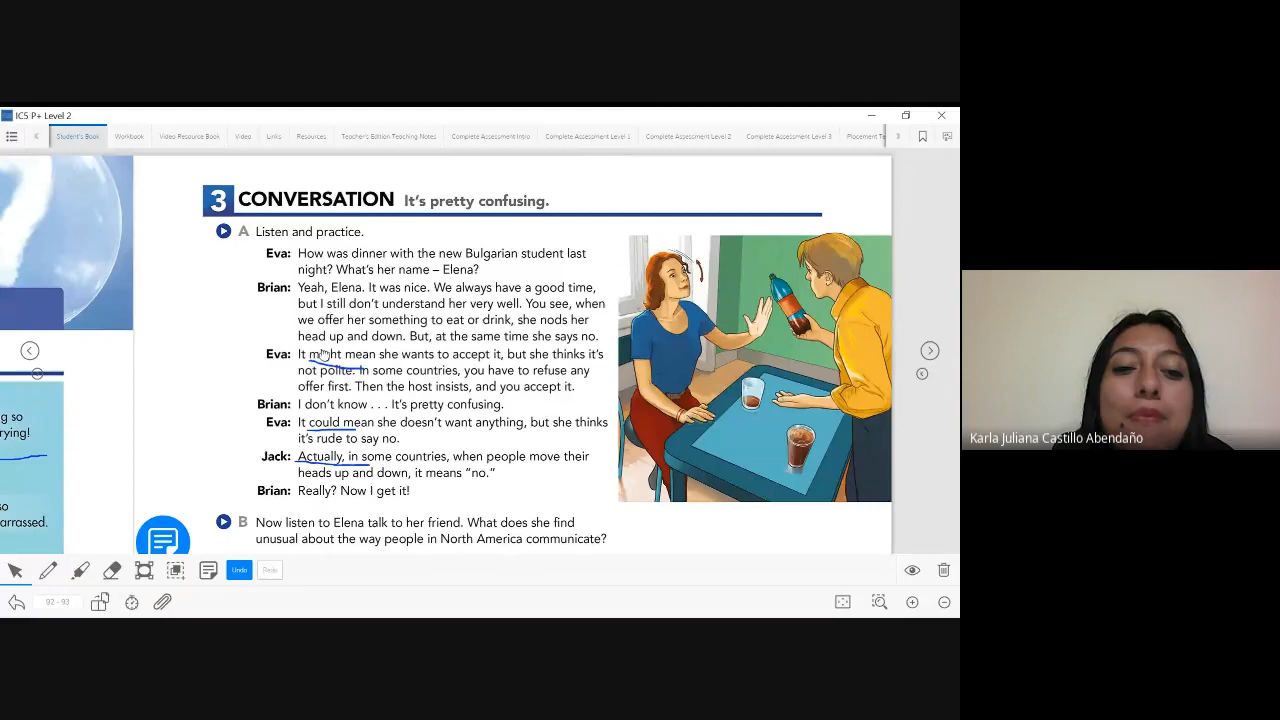 IC5 P+ Level 2
Student's Book Workbook Video Resource Book Video Links Resources Teacher's Edition Teaching Notes Complete Assessment Intro Complete Assessment Level 1 Complete Assessment Level 2 Complete Assessment Level 3 Placement 3
3 CONVERSATION It's pretty confusing.
A Listen and practice.
Eva: How was dinner with the new Bulgarian student last
night? What's her name – Elena?
Brian: Yeah, Elena. It was nice. We always have a good time,
but I still don't understand her very well. You see, when
we offer her something to eat or drink, she nods her
head up and down. But, at the same time she says no.
Eva: It might mean she wants to accept it, but she thinks it's
not polite. In some countries, you have to refuse any
offer first. Then the host insists, and you accept it.
Brian: I don't know . . . It's pretty confusing.
Eva: It could mean she doesn't want anything, but she thinks
it's rude to say no.
Jack: Actually, in some countries, when people move their
heads up and down, it means "no."
Brian: Really? Now I get it!
B Now listen to Elena talk to her friend. What does she find
unusual about the way people in North America communicate?
?
g so
rying!
so
arrassed.
Undo Redo
92 - 93
Karla Juliana Castillo Abendaño